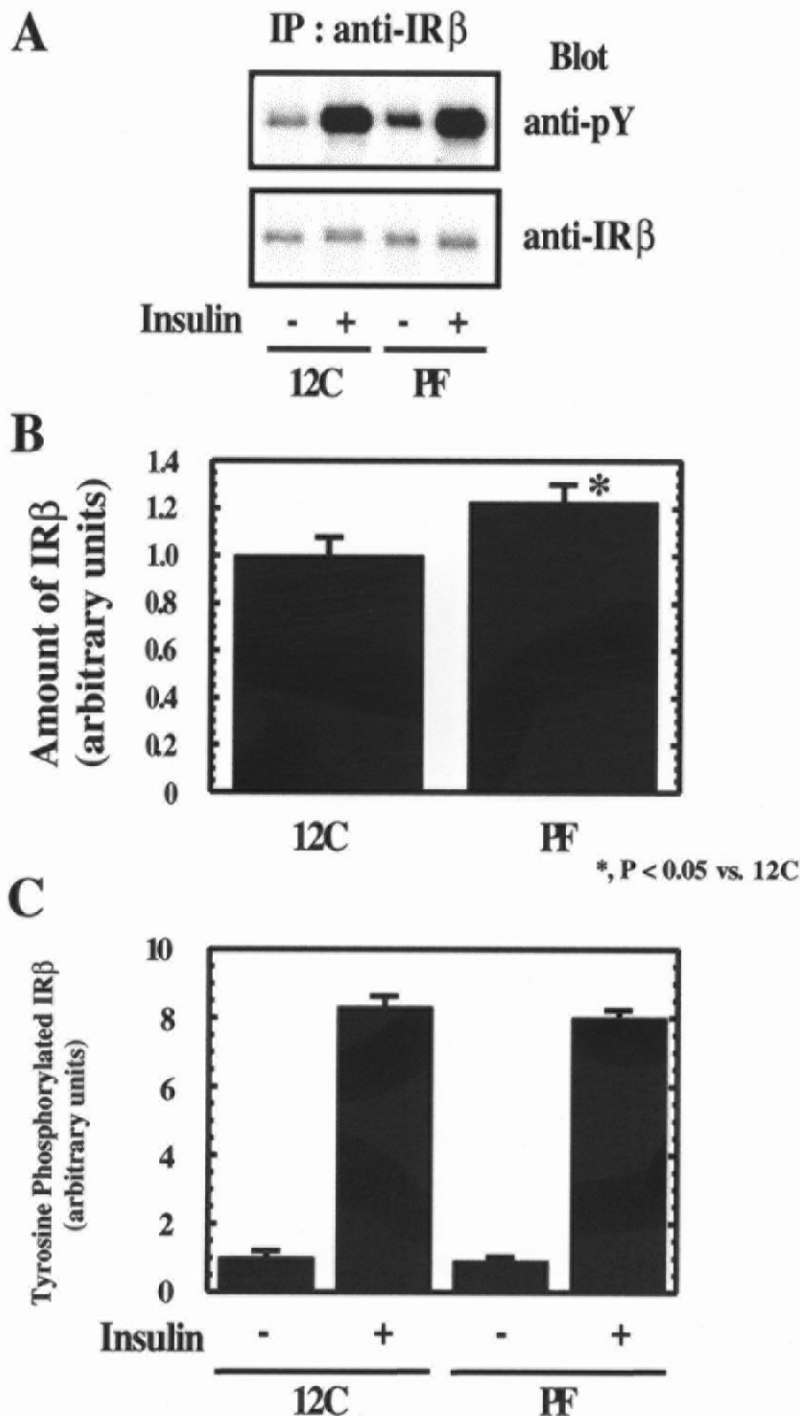 A
IP : anti-IRβ
Blot
anti-pY
anti-IRβ
Insulin - + - +
12C PF
B
Amount of IRβ
(arbitrary units)
1.4
1.2
1.0
0.8
0.6
0.4
0.2
0
*
12C PF
*, P < 0.05 vs. 12C
C
Tyrosine Phosphorylated IRβ
(arbitrary units)
10
8
6
4
2
0
Insulin - + - +
12C PF